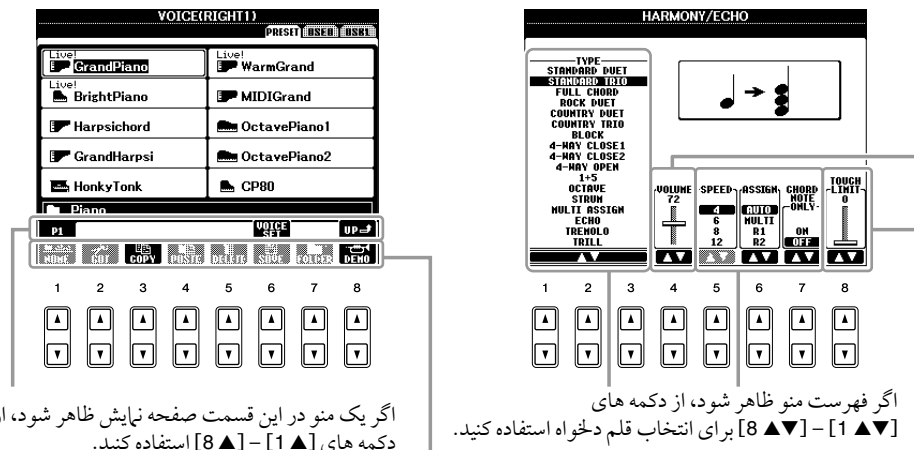 VOICE(RIGHT1)
PRESET USER USB1
Live!
GrandPiano
Live!
WarmGrand
Live!
BrightPiano
MIDIGrand
Harpsichord
OctavePiano1
GrandHarpsi
OctavePiano2
HonkyTonk
CP80
Piano
P1 VOICE SET UP
NAME CUT COPY PASTE DELETE SAVE FOLDER DEMO
1 2 3 4 5 6 7 8
اگر یک منو در این قسمت صفحه نمایش ظاهر شود، از
دکمه های [▲ 1] – [▲ 8] استفاده کنید.
HARMONY/ECHO
TYPE
STANDARD DUET
STANDARD TRIO
FULL CHORD
ROCK DUET
COUNTRY DUET
COUNTRY TRIO
BLOCK
4-WAY CLOSE1
4-WAY CLOSE2
4-WAY OPEN
1+5
OCTAVE
STRUM
MULTI ASSIGN
ECHO
TREMOLO
TRILL
▲▼
VOLUME
72
▲▼
SPEED
4
6
8
12
▲▼
ASSIGN
AUTO
MULTI
R1
R2
▲▼
CHORD
NOTE
ONLY
ON
OFF
▲▼
TOUCH
LIMIT
0
▲▼
1 2 3 4 5 6 7 8
اگر فهرست منو ظاهر شود، از دکمه های
[▼▲ 1] – [▼▲ 8] برای انتخاب قلم دلخواه استفاده کنید.